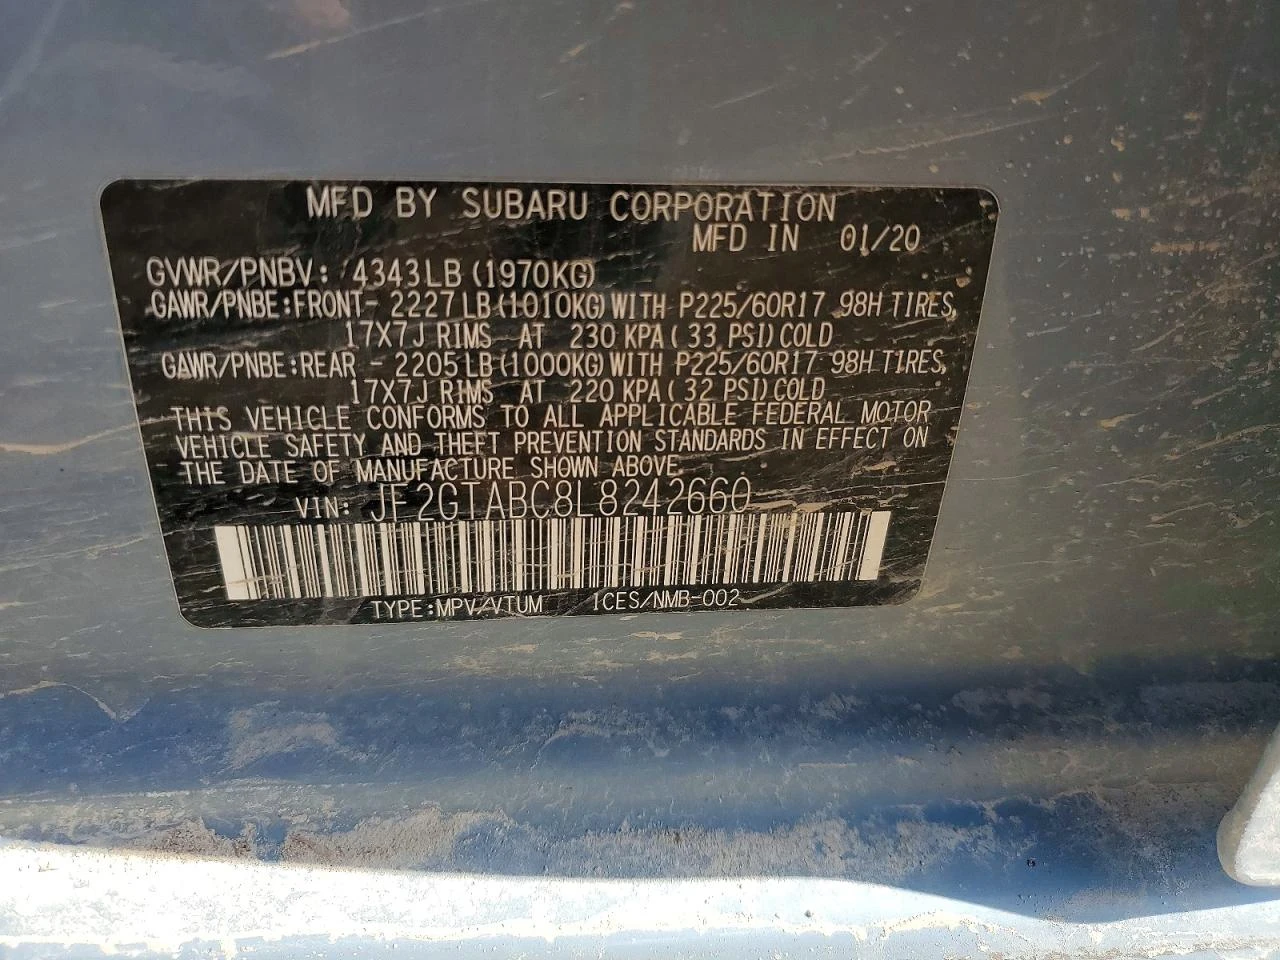 MFD BY SUBARU CORPORATION
MFD IN 01/20
GVWR/PNBV: 4343LB(1970KG)
GAWR/PNBE:FRONT- 2227LB(1010KG)WITH P225/60R17 98H TIRES,
17X7J RIMS AT 230 KPA(33 PSI)COLD
GAWR/PNBE:REAR - 2205LB(1000KG)WITH P225/60R17 98H TIRES,
17X7J RIMS AT 220 KPA(32 PSI)COLD
THIS VEHICLE CONFORMS TO ALL APPLICABLE FEDERAL MOTOR
VEHICLE SAFETY AND THEFT PREVENTION STANDARDS IN EFFECT ON
THE DATE OF MANUFACTURE SHOWN ABOVE.
VIN: JF2GTABC8L8242660
TYPE:MPV/VTUM ICES/NMB-002